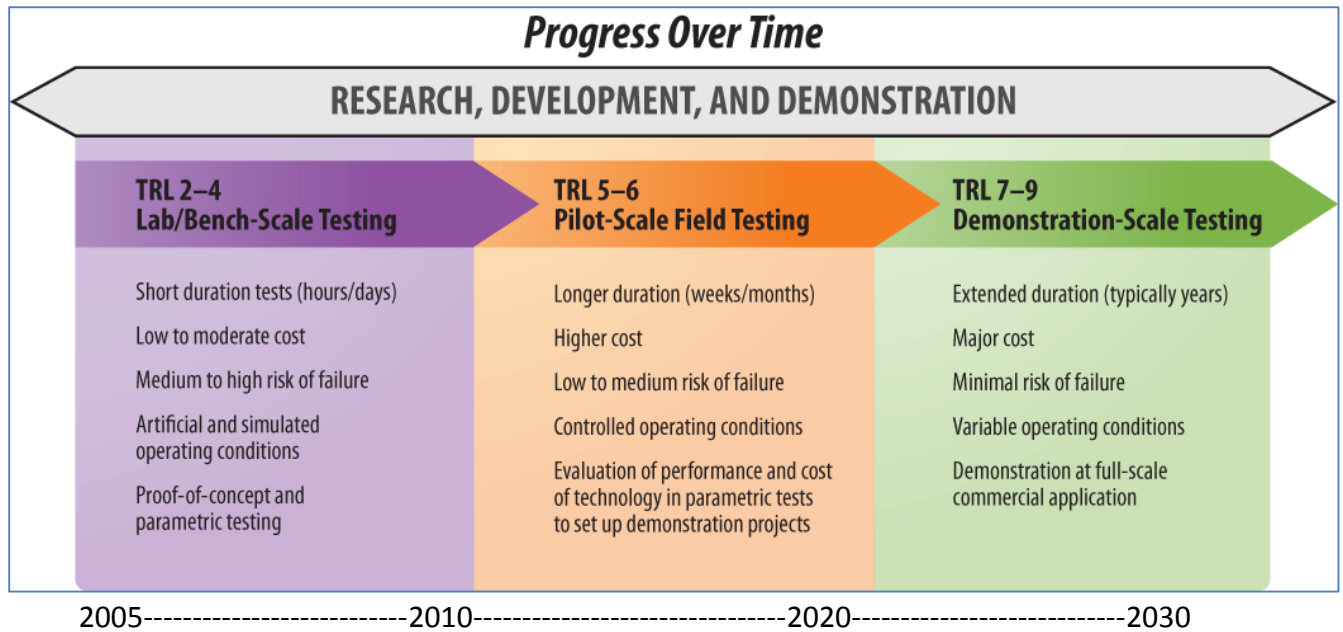 Progress Over Time
RESEARCH, DEVELOPMENT, AND DEMONSTRATION
TRL 2–4
Lab/Bench-Scale Testing
Short duration tests (hours/days)
Low to moderate cost
Medium to high risk of failure
Artificial and simulated
operating conditions
Proof-of-concept and
parametric testing
TRL 5–6
Pilot-Scale Field Testing
Longer duration (weeks/months)
Higher cost
Low to medium risk of failure
Controlled operating conditions
Evaluation of performance and cost
of technology in parametric tests
to set up demonstration projects
TRL 7–9
Demonstration-Scale Testing
Extended duration (typically years)
Major cost
Minimal risk of failure
Variable operating conditions
Demonstration at full-scale
commercial application
2005---------------------------2010--------------------------------2020----------------------------2030